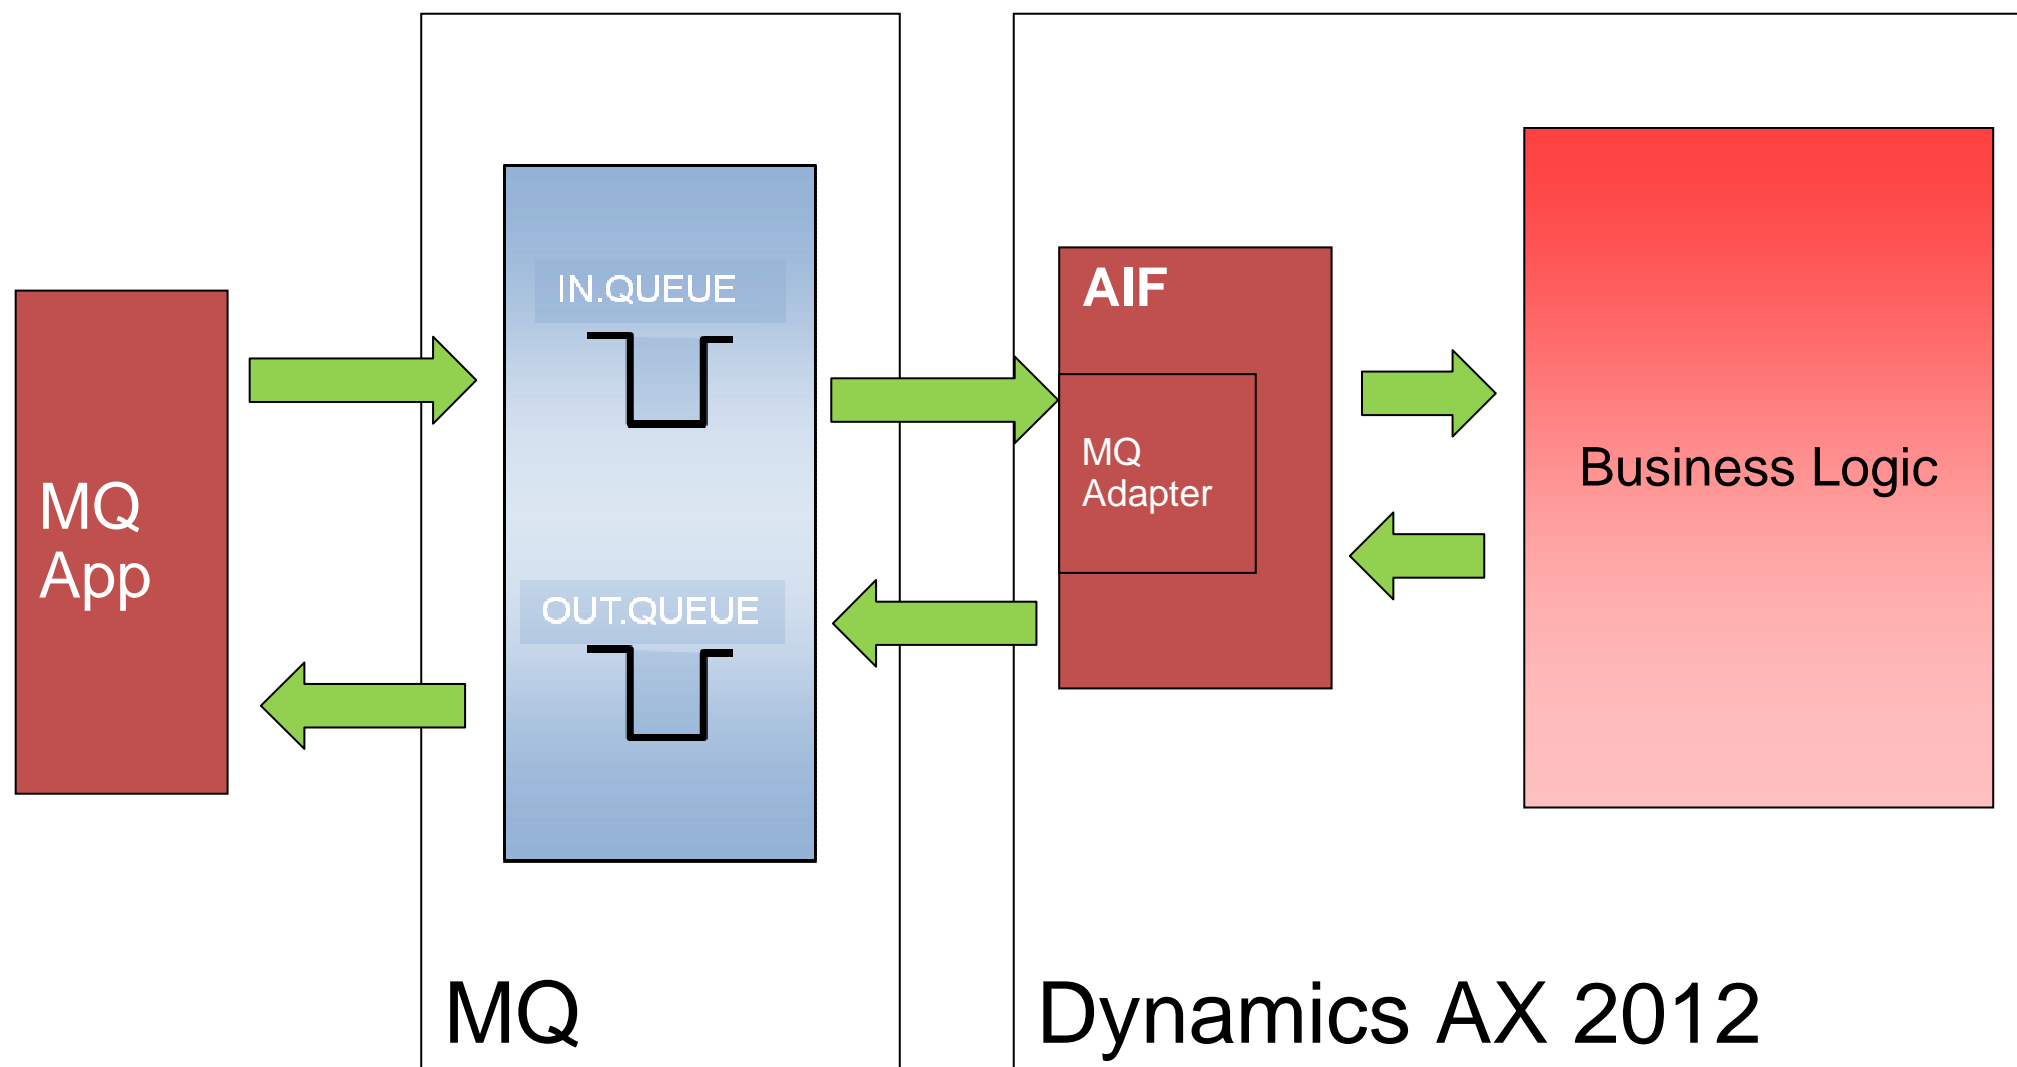 MQ
App
IN.QUEUE
OUT.QUEUE
MQ
AIF
MQ
Adapter
Business Logic
Dynamics AX 2012